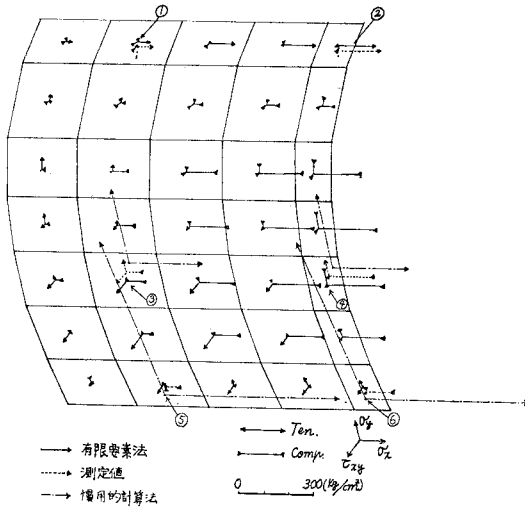 ①
②
③
④
⑤
⑥
有限要素法
測定値
慣用的計算法
Ten.
Comp.
0 300(kg/cm²)
σy
σx
τxy